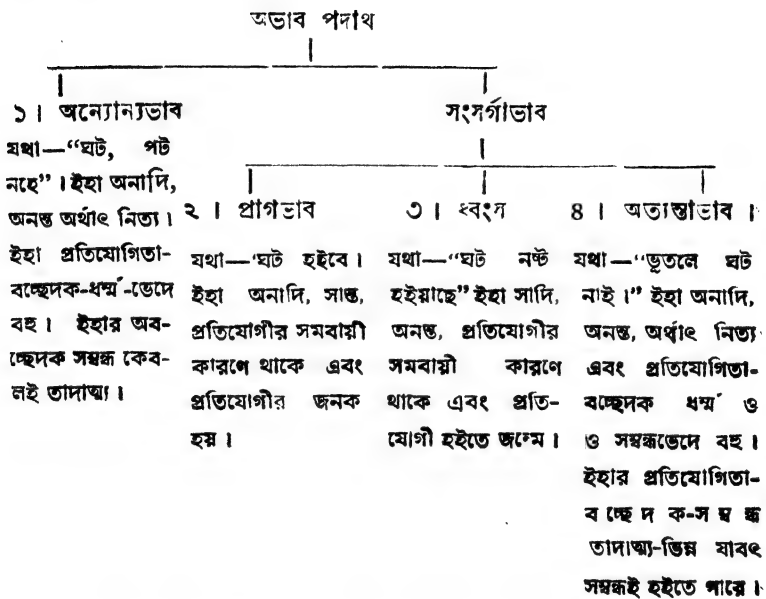 অভাব পদাথ
১। অন্যোন্যভাব
যথা—“ঘট, পট
নহে”। ইহা অনাদি,
অনন্ত অর্থাৎ নিত্য।
ইহা প্রতিযোগিতা-
বচ্ছেদক-ধর্ম্ম-ভেদে
বহু। ইহার অব-
চ্ছেদক সম্বন্ধ কেব-
লই তাদাত্ম্য।
সংসর্গাভাব
২। প্রাগভাব
যথা—‘ঘট হইবে।
ইহা অনাদি, সান্ত,
প্রতিযোগীর সমবায়ী
কারণে থাকে এবং
প্রতিযোগীর জনক
হয়।
৩। ধ্বংস
যথা—“ঘট নষ্ট
হইয়াছে” ইহা সাদি,
অনন্ত, প্রতিযোগীর
সমবায়ী কারণে
থাকে এবং প্রতি-
যোগী হইতে জন্মে।
৪। অত্যন্তাভাব।
যথা—“ভূতলে ঘট
নাই।” ইহা অনাদি,
অনন্ত, অর্থাৎ নিত্য
এবং প্রতিযোগিতা-
বচ্ছেদক ধর্ম্ম ও
ও সম্বন্ধভেদে বহু।
ইহার প্রতিযোগিতা-
বচ্ছেদক-সম্বন্ধ
তাদাত্ম্য-ভিন্ন যাবৎ
সম্বন্ধই হইতে পারে।